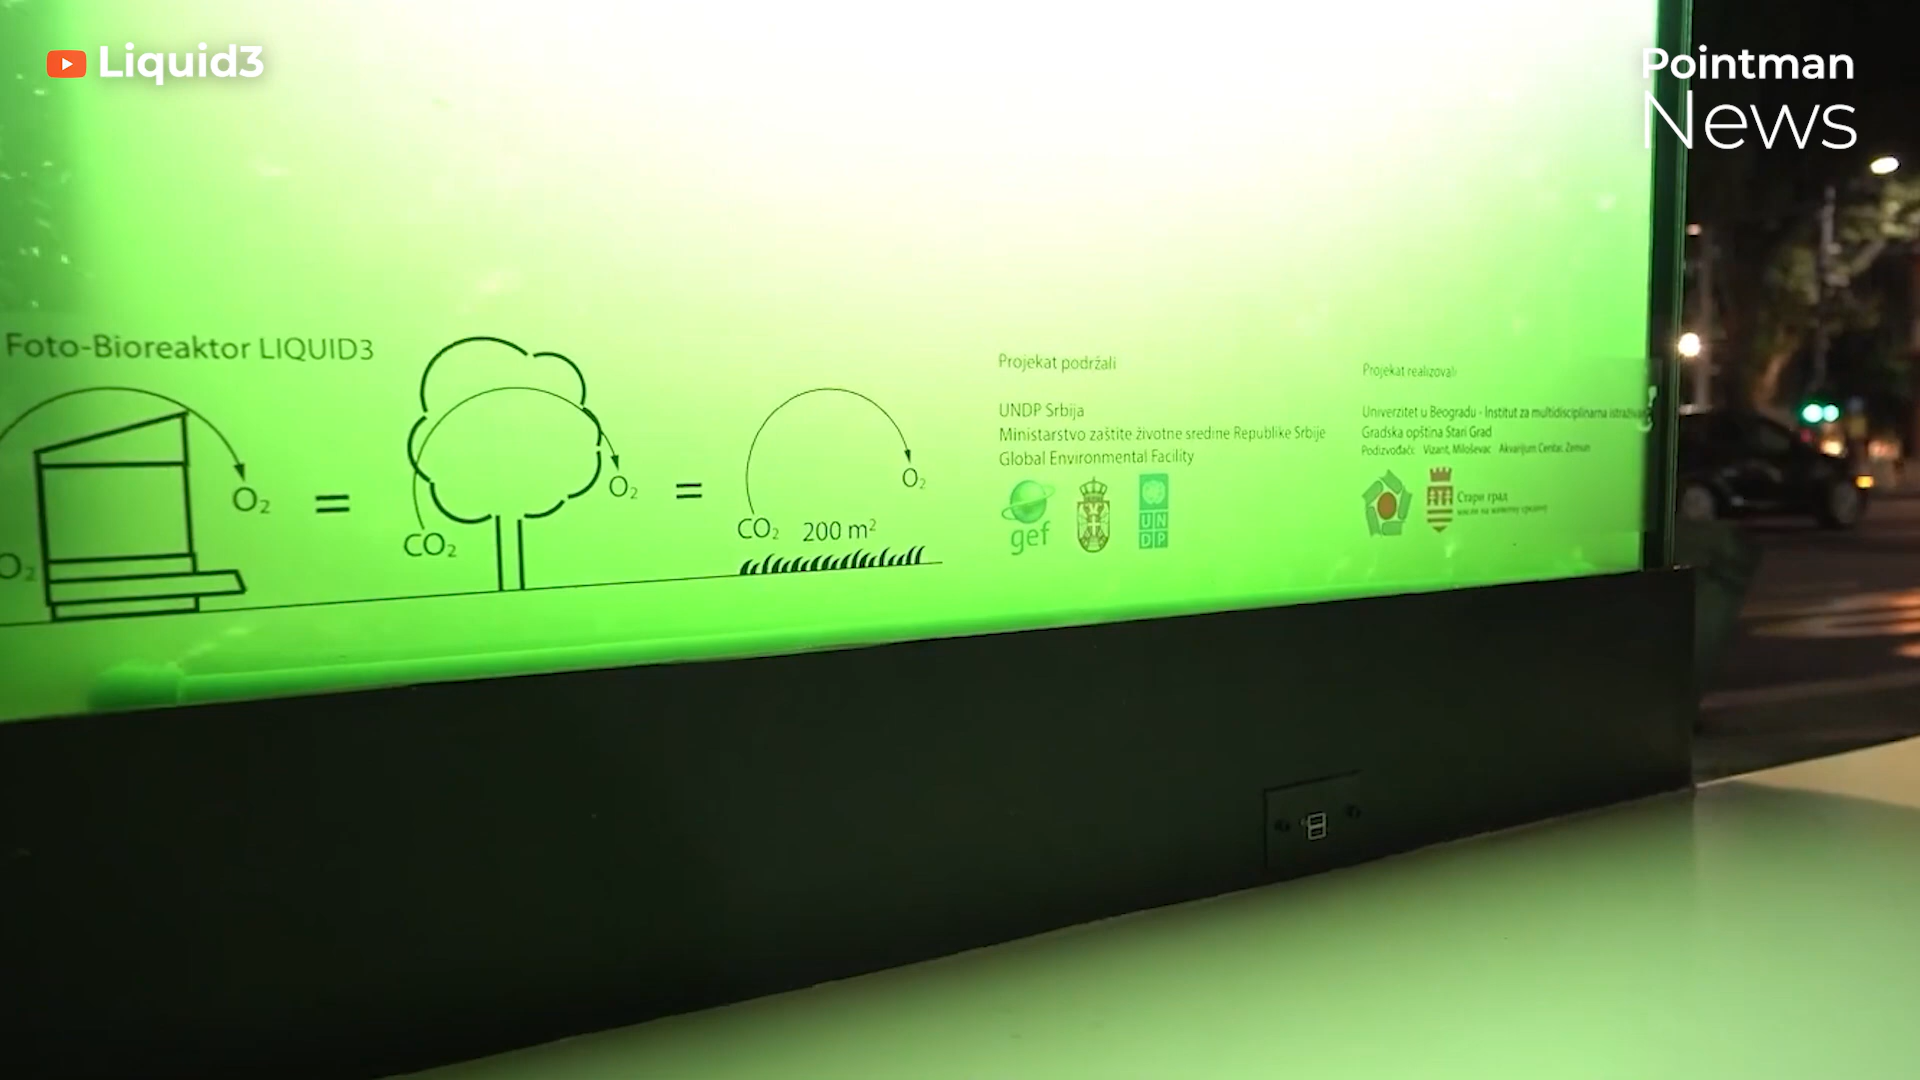 Liquid3
Pointman
News
Foto-Bioreaktor LIQUID3
O₂
O₂
=
CO₂
O₂
=
CO₂
200 m²
O₂
Projekat podržali
UNDP Srbija
Ministarstvo zaštite životne sredine Republike Srbije
Global Environmental Facility
gef
UN
DP
Projekat realizovali
Univerzitet u Beogradu - Institut za multidisciplinarna
Gradska opština Stari Grad
Podizvođači: Vizant, Miloševac Akvarijum Centar, Zemun
Стари град